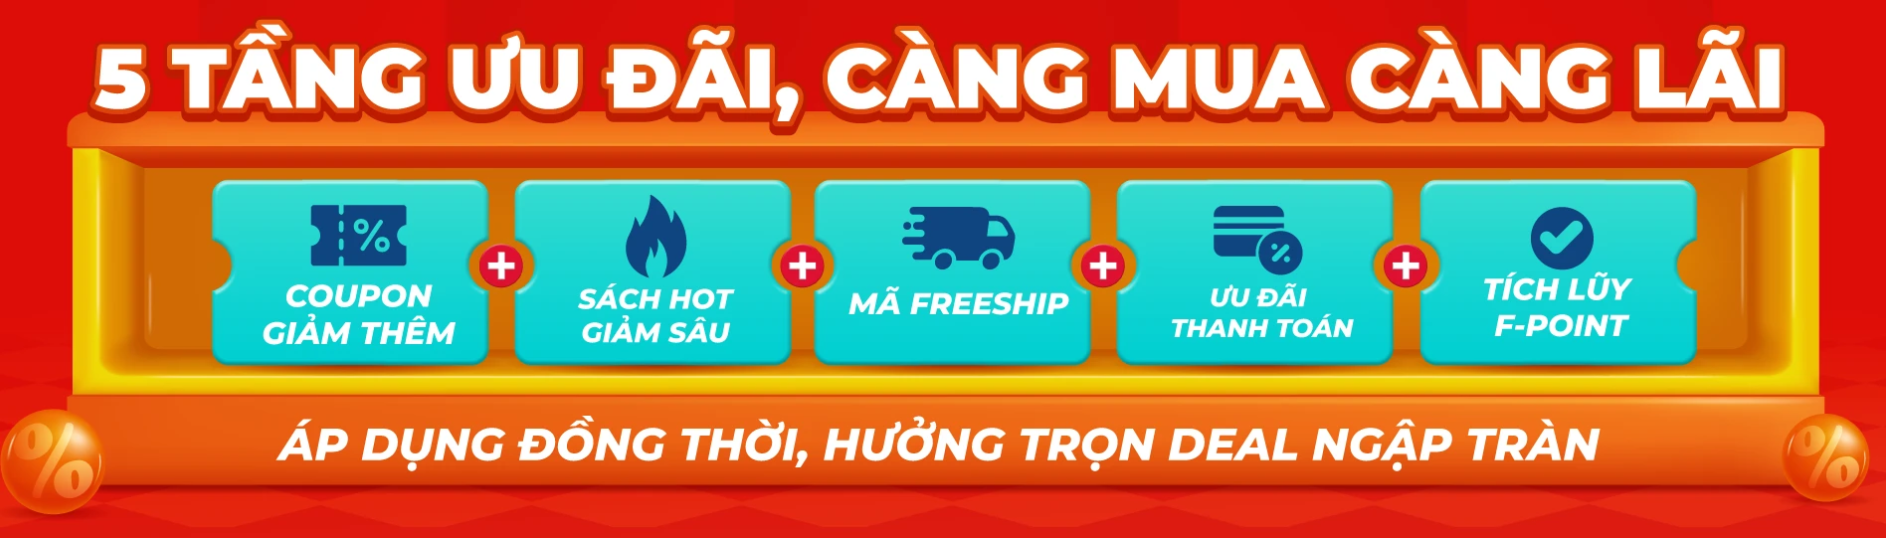 5 TẦNG ƯU ĐÃI, CÀNG MUA CÀNG LÃI
COUPON
GIẢM THÊM
SÁCH HOT
GIẢM SÂU
MÃ FREESHIP
ƯU ĐÃI
THANH TOÁN
TÍCH LŨY
F-POINT
ÁP DỤNG ĐỒNG THỜI, HƯỞNG TRỌN DEAL NGẬP TRÀN